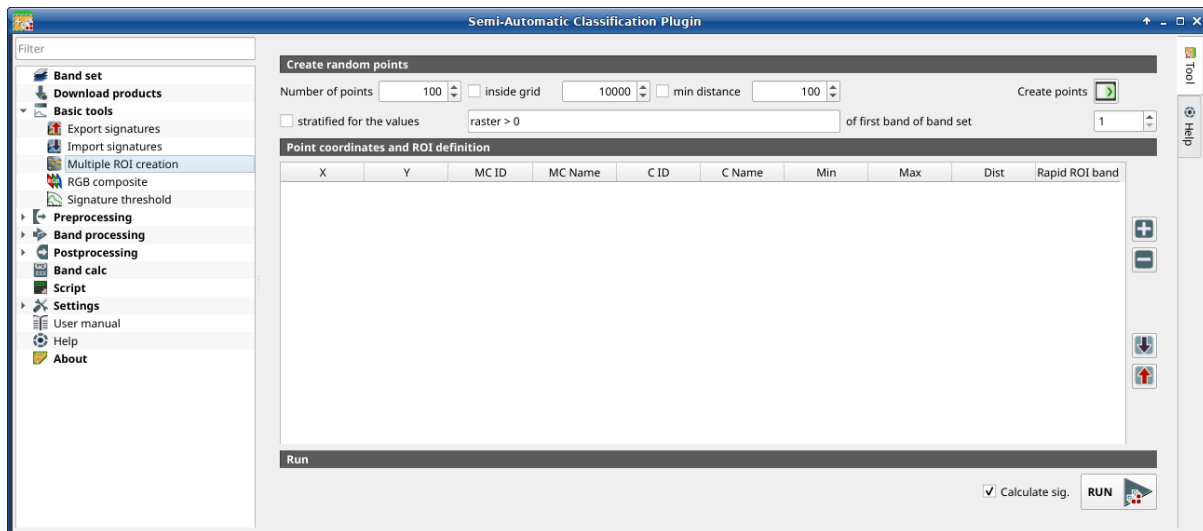 Semi-Automatic Classification Plugin
Filter
Band set
Download products
Basic tools
Export signatures
Import signatures
Multiple ROI creation
RGB composite
Signature threshold
Preprocessing
Band processing
Postprocessing
Band calc
Script
Settings
User manual
Help
About
Create random points
Number of points 100 inside grid 10000 min distance 100 Create points
stratified for the values raster > 0 of first band of band set 1
Point coordinates and ROI definition
X Y MC ID MC Name C ID C Name Min Max Dist Rapid ROI band
Run
Calculate sig. RUN
Tool
Help